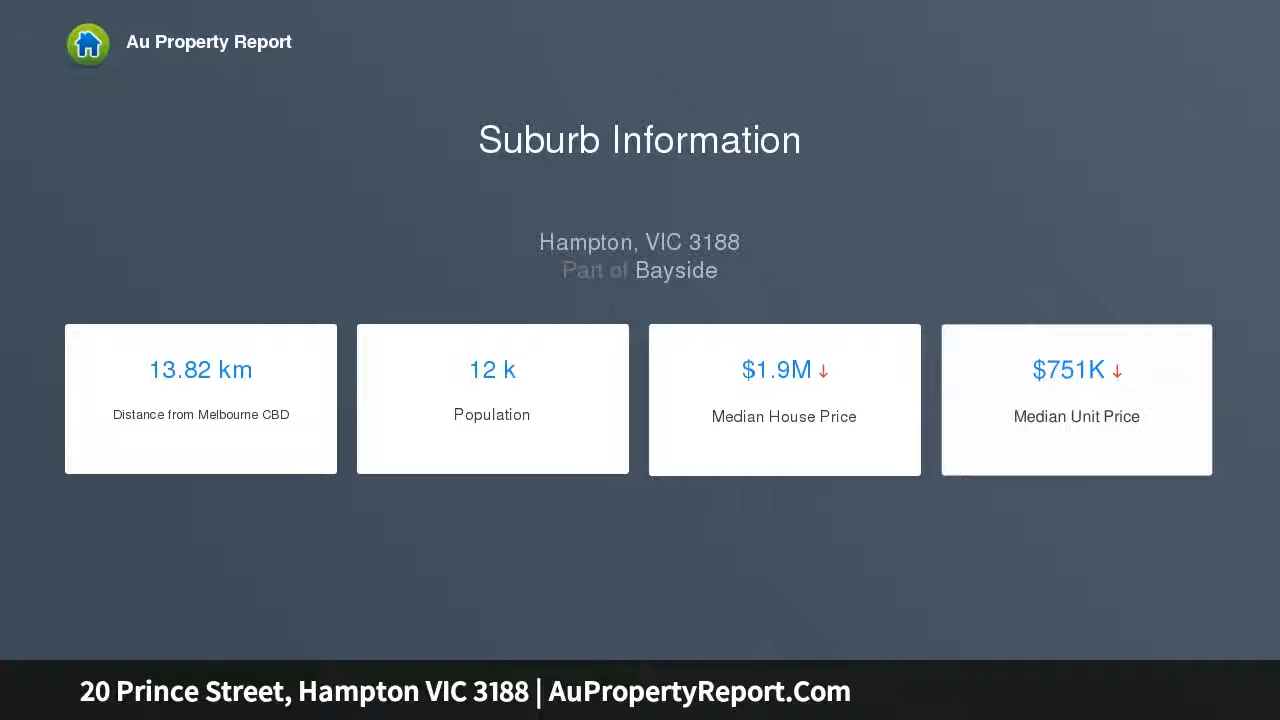 Au Property Report
Suburb Information
Hampton, VIC 3188
Part of Bayside
13.82 km
Distance from Melbourne CBD
12 k
Population
$1.9M ↓
Median House Price
$751K ↓
Median Unit Price
20 Prince Street, Hampton VIC 3188 | AuPropertyReport.Com